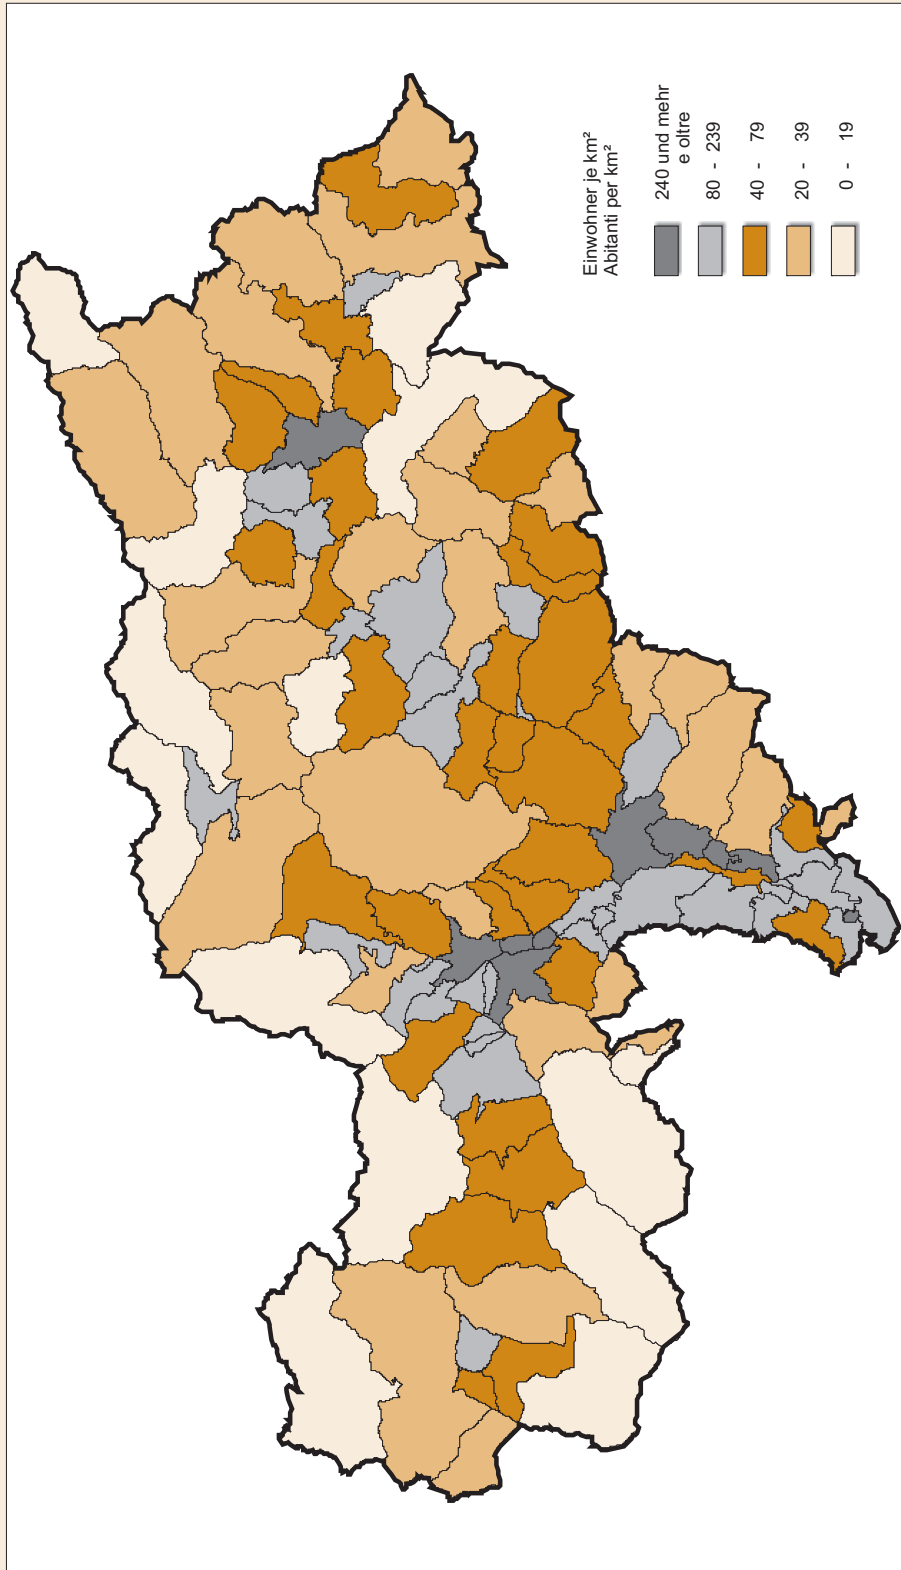 Einwohner je km²
Abitanti per km²
240 und mehr
e oltre
80 - 239
40 - 79
20 - 39
0 - 19